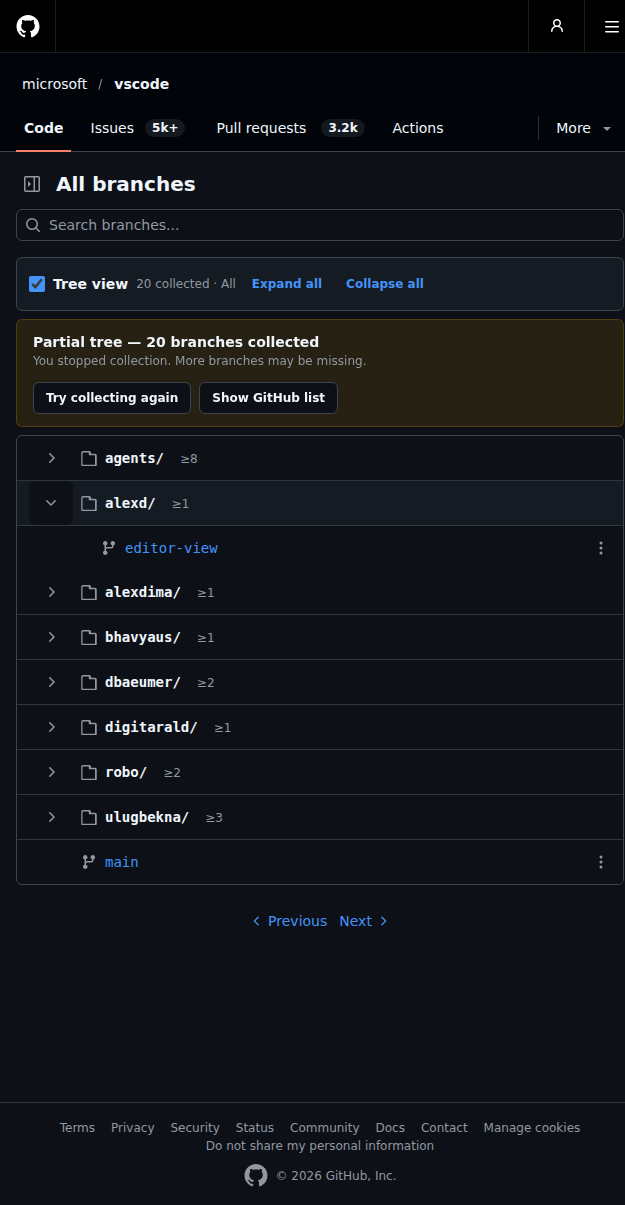 microsoft / vscode
Code Issues 5k+ Pull requests 3.2k Actions More
All branches
Search branches...
Tree view 20 collected · All Expand all Collapse all
Partial tree — 20 branches collected
You stopped collection. More branches may be missing.
Try collecting again Show GitHub list
agents/ ≥8
alexd/ ≥1
editor-view
alexdima/ ≥1
bhavyaus/ ≥1
dbaeumer/ ≥2
digitarald/ ≥1
robo/ ≥2
ulugbekna/ ≥3
main
Previous Next
Terms Privacy Security Status Community Docs Contact Manage cookies
Do not share my personal information
© 2026 GitHub, Inc.